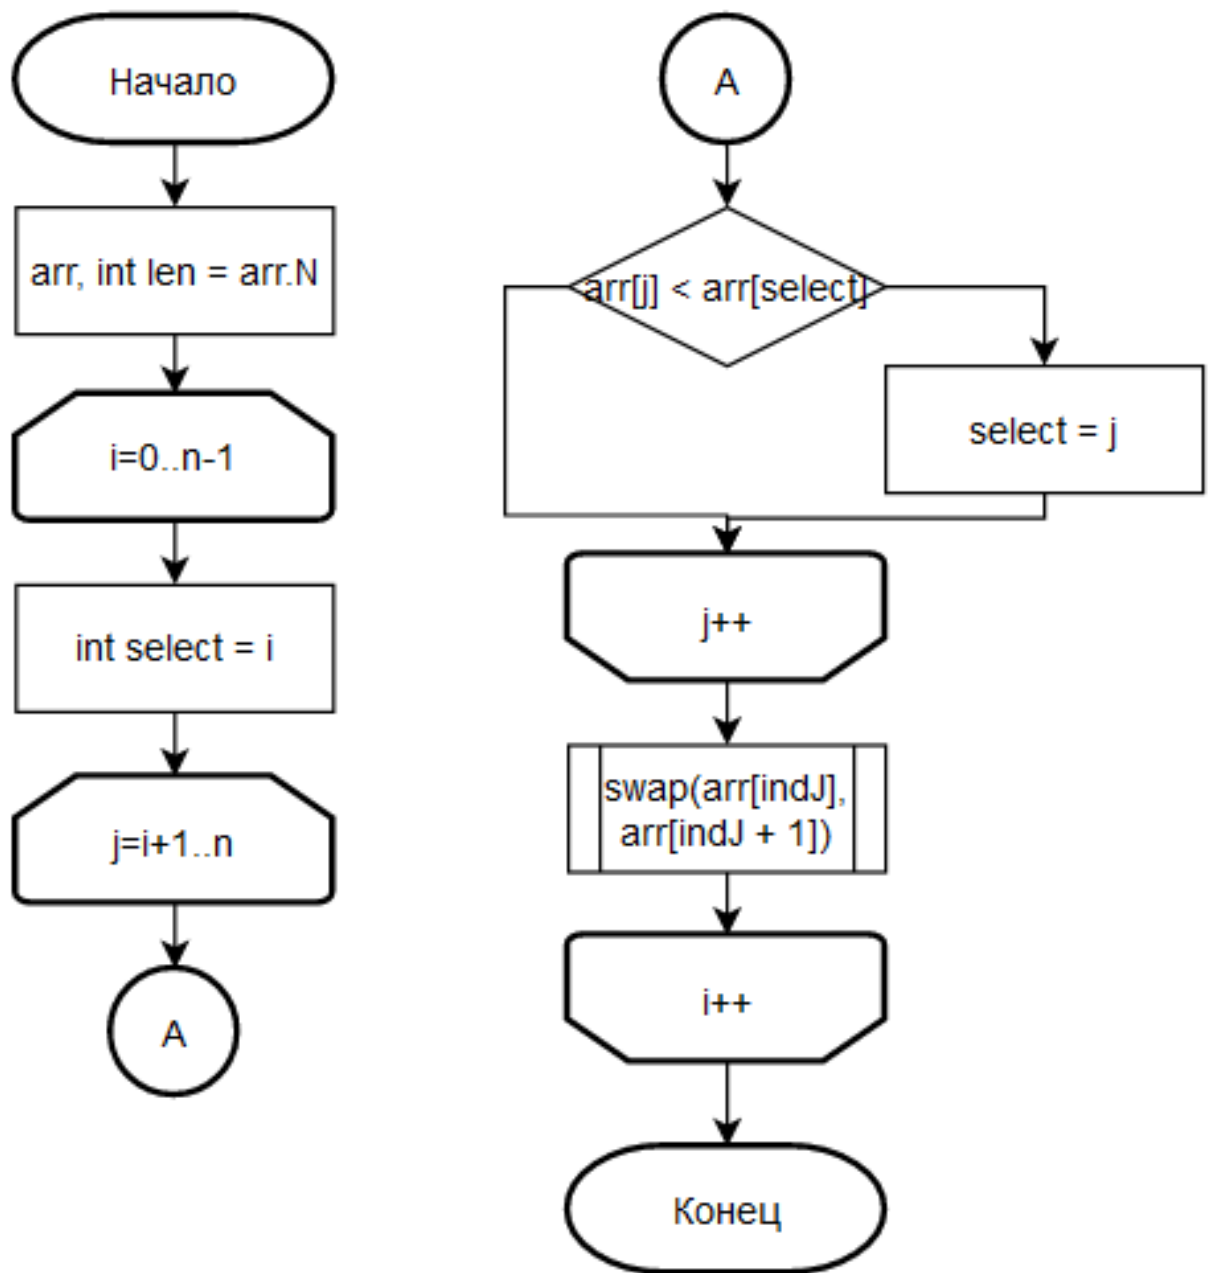 Начало
arr, int len = arr.N
i=0..n-1
int select = i
j=i+1..n
A
A
arr[j] < arr[select]
select = j
j++
swap(arr[indJ],
arr[indJ + 1])
i++
Конец